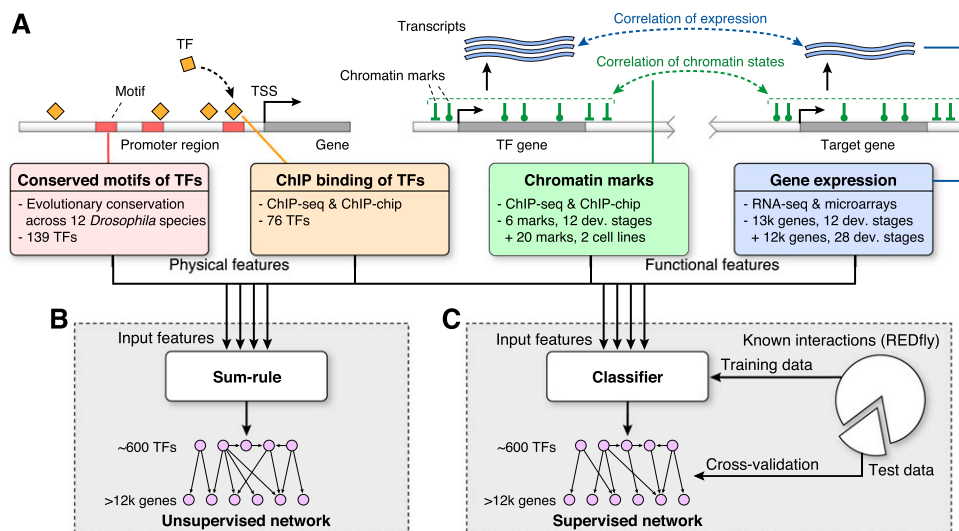 A
Transcripts
Correlation of expression
TF
Correlation of chromatin states
Motif
TSS
Chromatin marks
Promoter region
Gene
TF gene
Target gene
Conserved motifs of TFs
- Evolutionary conservation
across 12 Drosophila species
- 139 TFs
ChIP binding of TFs
- ChIP-seq & ChIP-chip
- 76 TFs
Chromatin marks
- ChIP-seq & ChIP-chip
- 6 marks, 12 dev. stages
+ 20 marks, 2 cell lines
Gene expression
- RNA-seq & microarrays
- 13k genes, 12 dev. stages
+ 12k genes, 28 dev. stages
Physical features
Functional features
B
Input features
Sum-rule
~600 TFs
>12k genes
Unsupervised network
C
Input features
Known interactions (REDfly)
Classifier
Training data
~600 TFs
Cross-validation
Test data
>12k genes
Supervised network